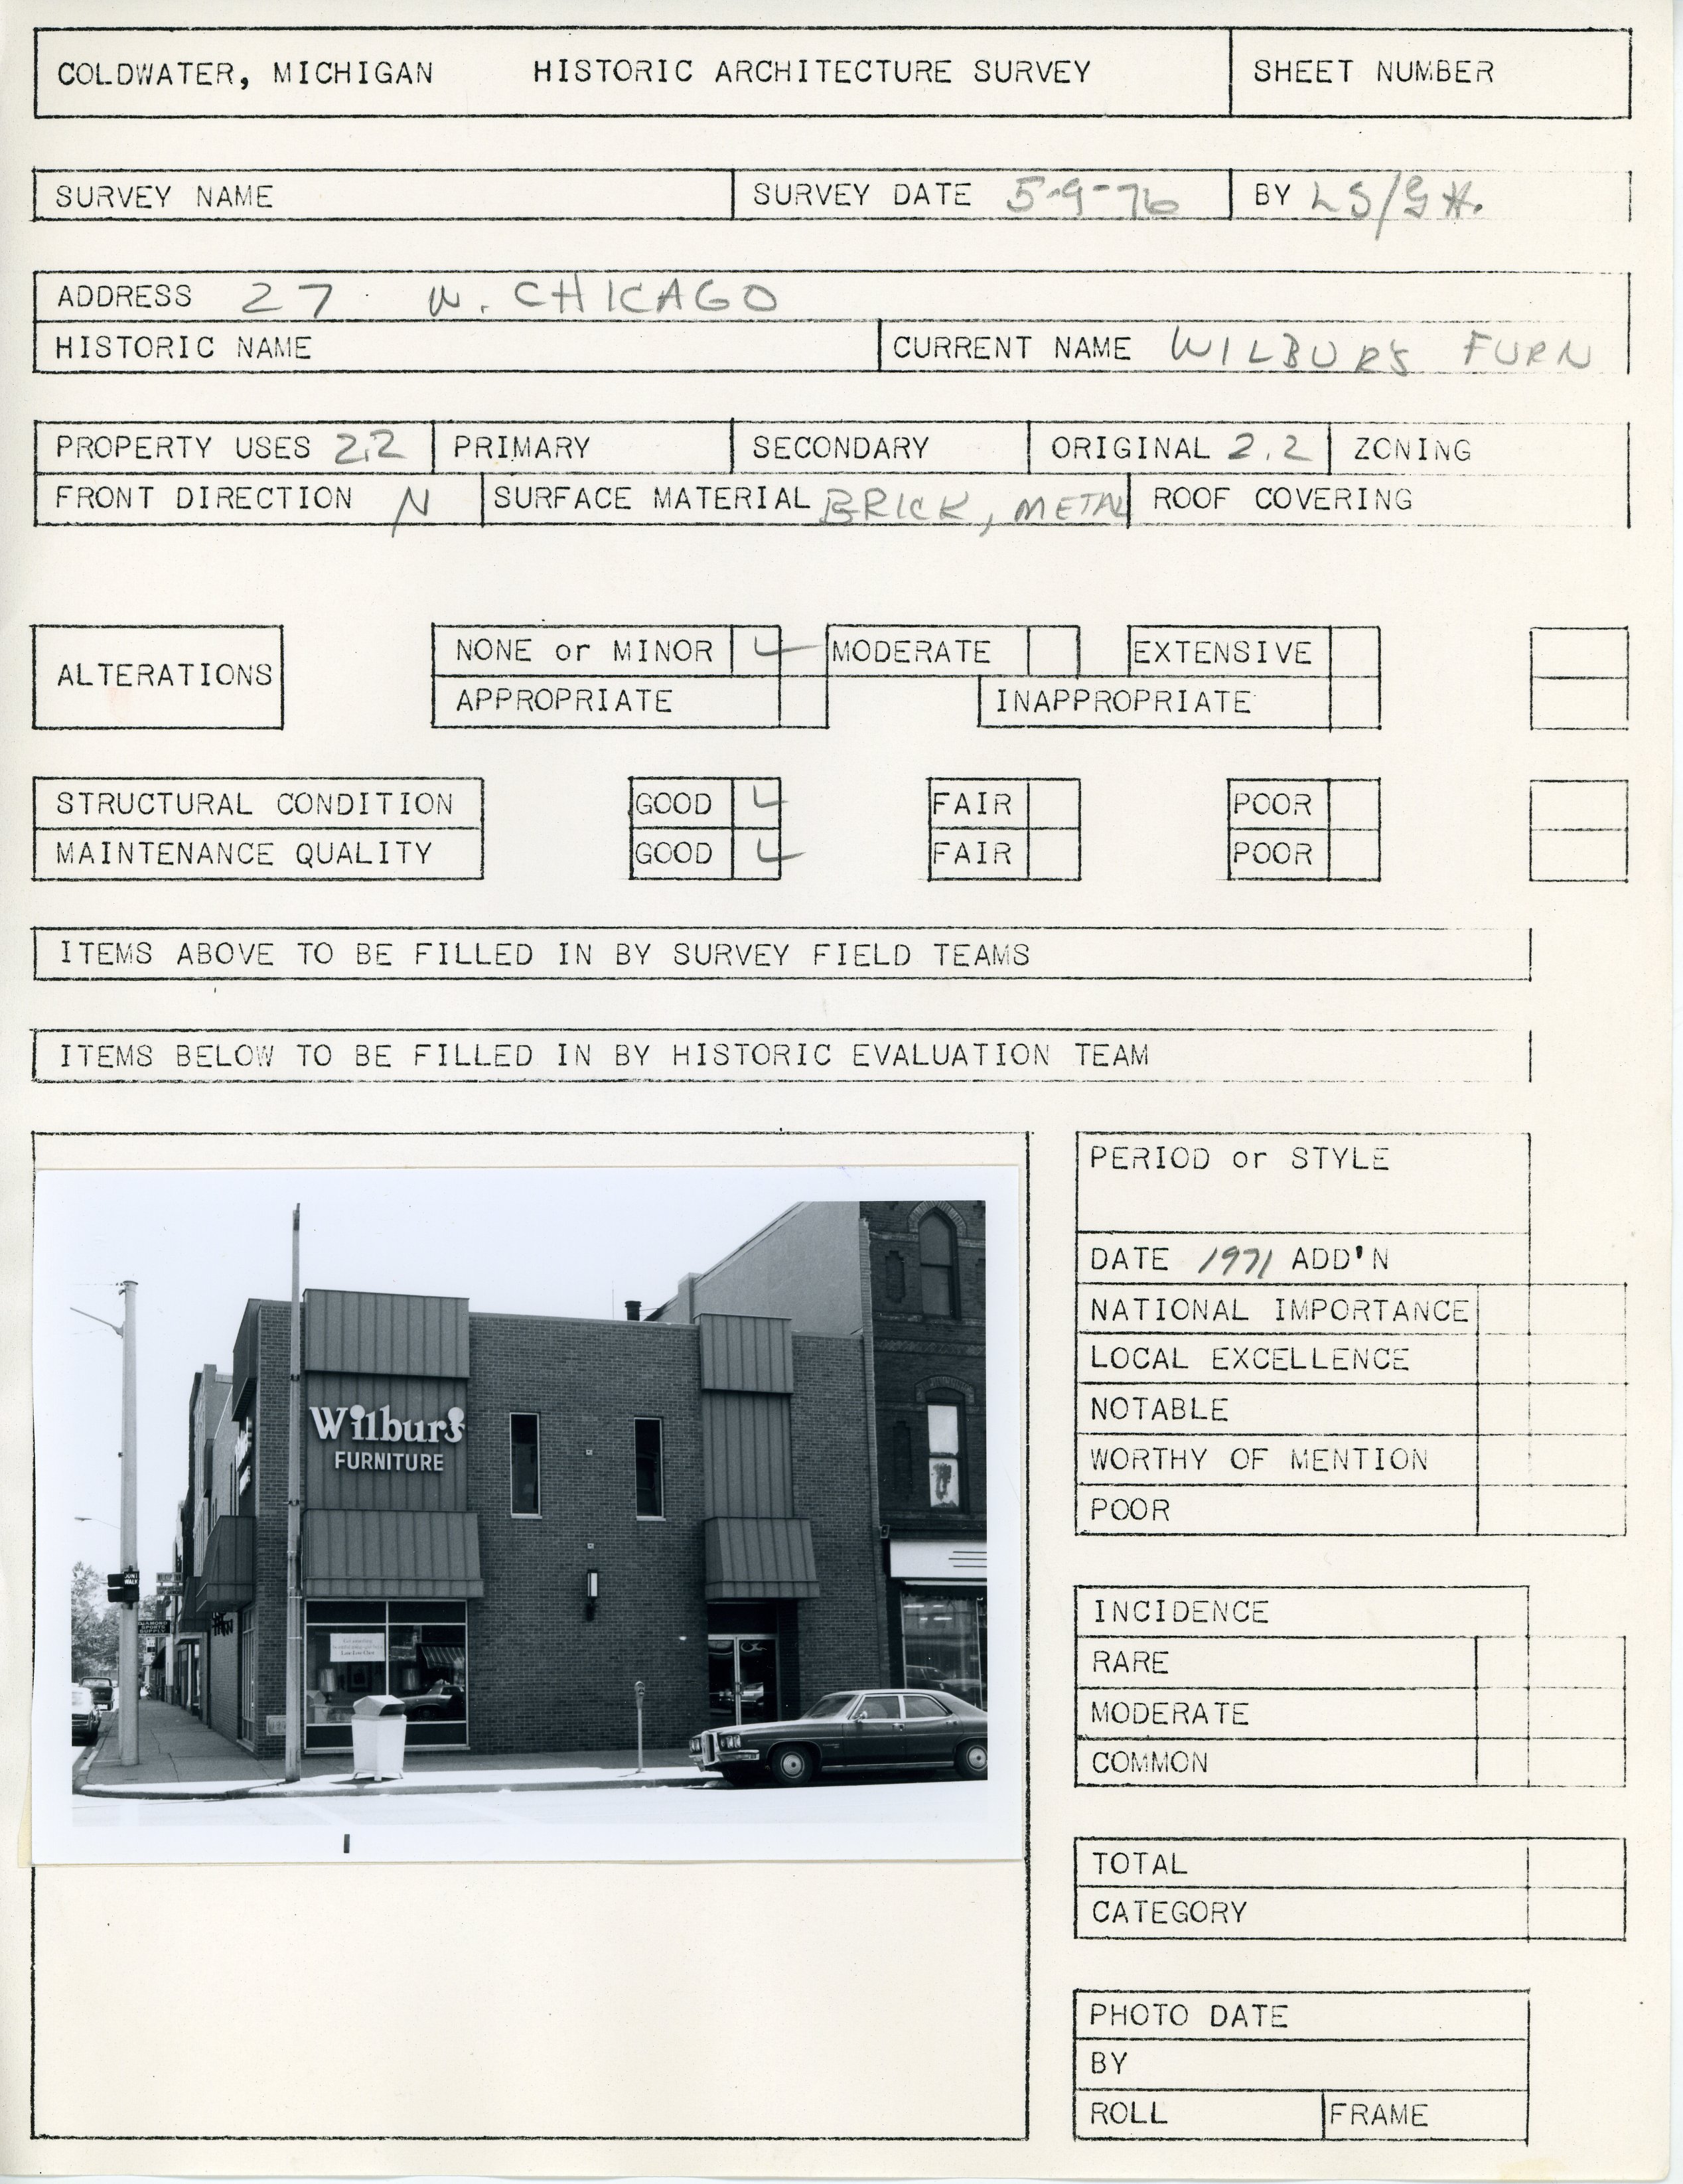 COLDWATER, MICHIGAN HISTORIC ARCHITECTURE SURVEY SHEET NUMBER
SURVEY NAME SURVEY DATE 5-9-76 BY LS/GH.
ADDRESS 27 W. CHICAGO
HISTORIC NAME CURRENT NAME WILBUR'S FURN
PROPERTY USES 2.2 PRIMARY SECONDARY ORIGINAL 2.2 ZONING
FRONT DIRECTION N SURFACE MATERIAL BRICK, METAL ROOF COVERING
ALTERATIONS
NONE or MINOR MODERATE EXTENSIVE
APPROPRIATE INAPPROPRIATE
STRUCTURAL CONDITION GOOD FAIR POOR
MAINTENANCE QUALITY GOOD FAIR POOR
ITEMS ABOVE TO BE FILLED IN BY SURVEY FIELD TEAMS
ITEMS BELOW TO BE FILLED IN BY HISTORIC EVALUATION TEAM
Wilbur's
FURNITURE
PERIOD or STYLE
DATE 1971 ADD'N
NATIONAL IMPORTANCE
LOCAL EXCELLENCE
NOTABLE
WORTHY OF MENTION
POOR
INCIDENCE
RARE
MODERATE
COMMON
TOTAL
CATEGORY
PHOTO DATE
BY
ROLL FRAME